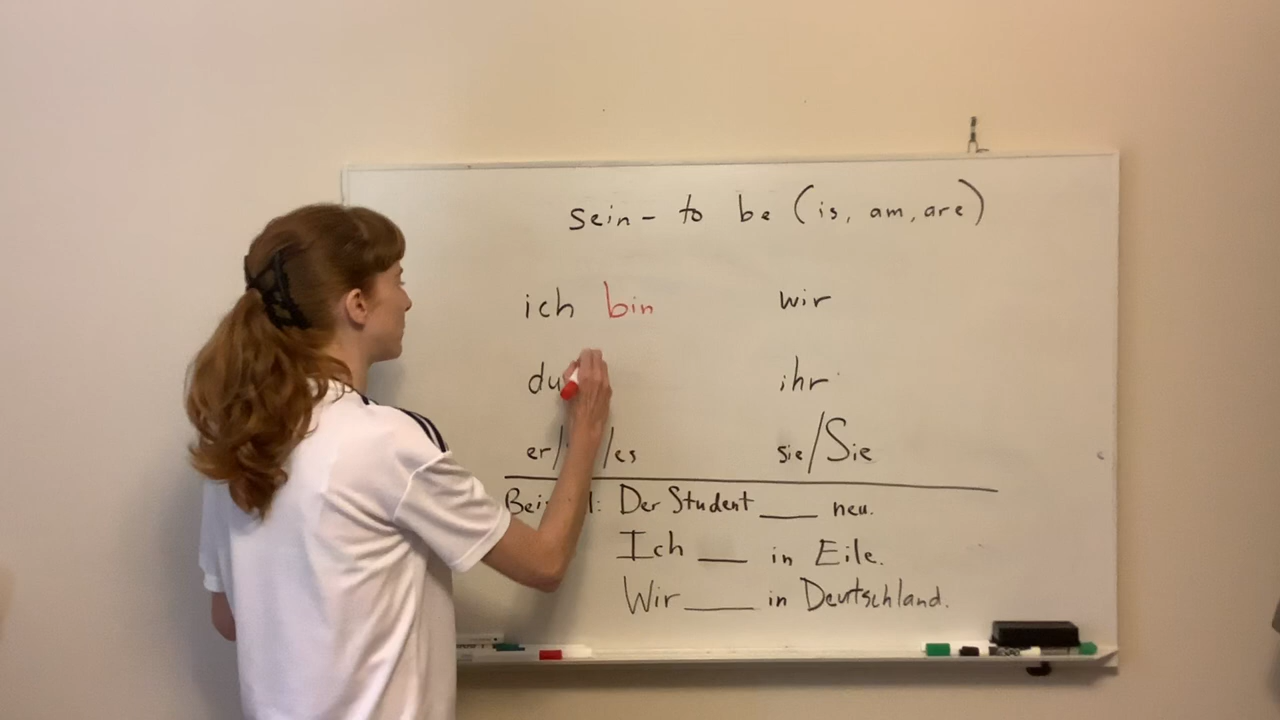 sein - to be (is, am, are)
ich bin wir
du ihr
er/ /es sie/Sie
Der Student ___ neu.
Ich ___ in Eile.
Wir ___ in Deutschland.